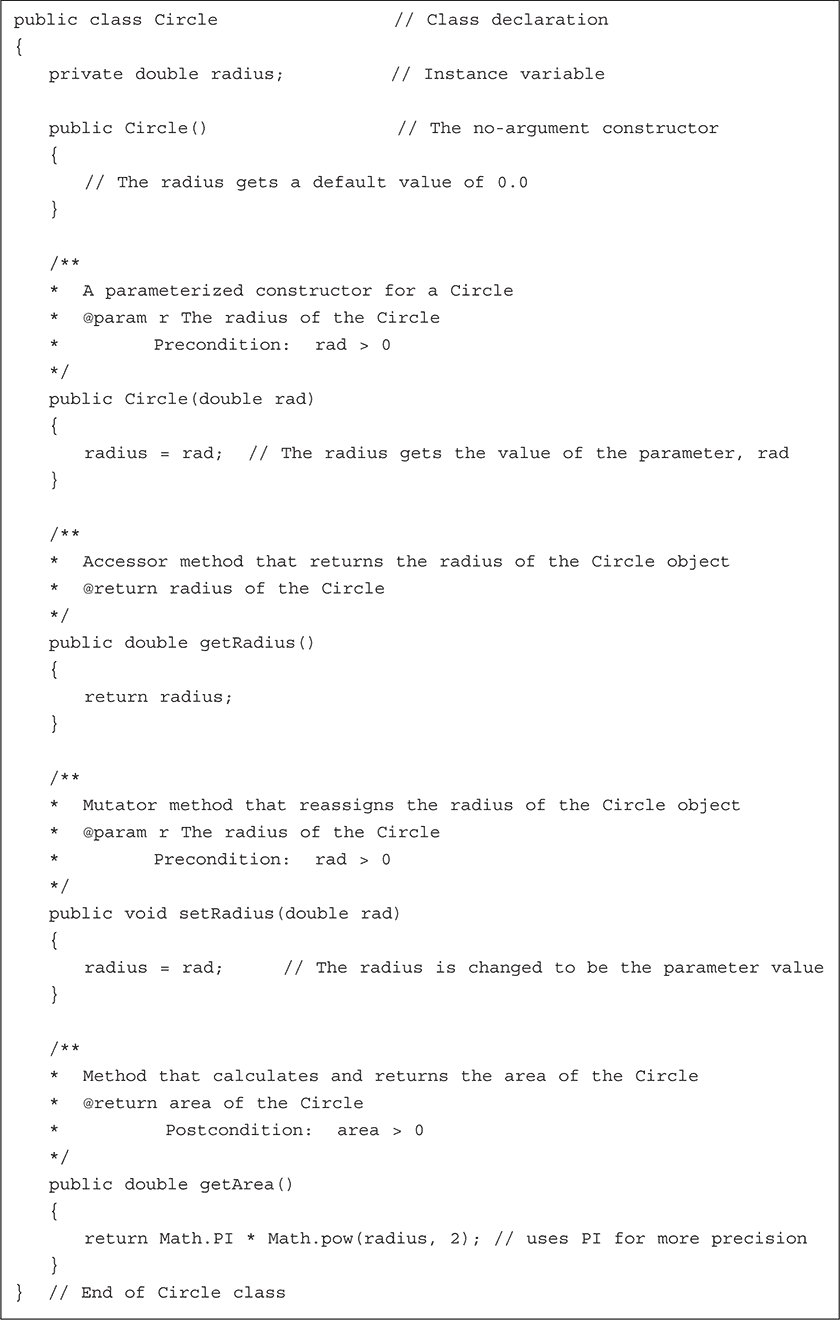 public class Circle // Class declaration
{
private double radius; // Instance variable
public Circle() // The no-argument constructor
{
// The radius gets a default value of 0.0
}
/**
* A parameterized constructor for a Circle
* @param r The radius of the Circle
* Precondition: rad > 0
*/
public Circle(double rad)
{
radius = rad; // The radius gets the value of the parameter, rad
}
/**
* Accessor method that returns the radius of the Circle object
* @return radius of the Circle
*/
public double getRadius()
{
return radius;
}
/**
* Mutator method that reassigns the radius of the Circle object
* @param r The radius of the Circle
* Precondition: rad > 0
*/
public void setRadius(double rad)
{
radius = rad; // The radius is changed to be the parameter value
}
/**
* Method that calculates and returns the area of the Circle
* @return area of the Circle
* Postcondition: area > 0
*/
public double getArea()
{
return Math.PI * Math.pow(radius, 2); // uses PI for more precision
}
} // End of Circle class